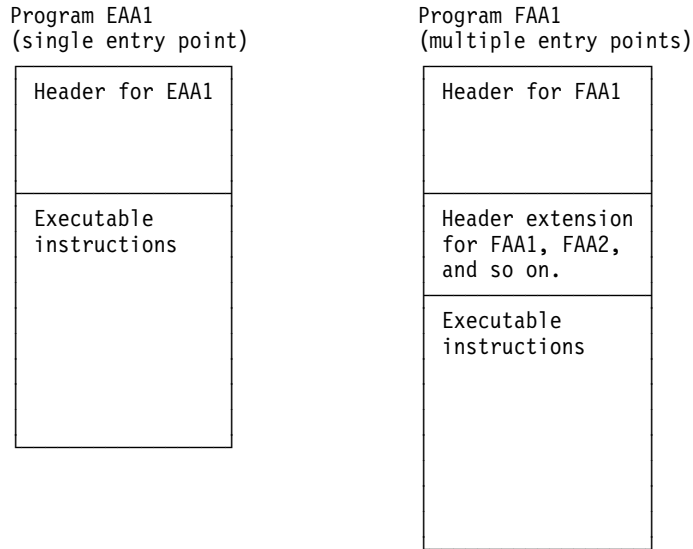 Program EAA1
(single entry point)
Header for EAA1
Executable
instructions
Program FAA1
(multiple entry points)
Header for FAA1
Header extension
for FAA1, FAA2,
and so on.
Executable
instructions